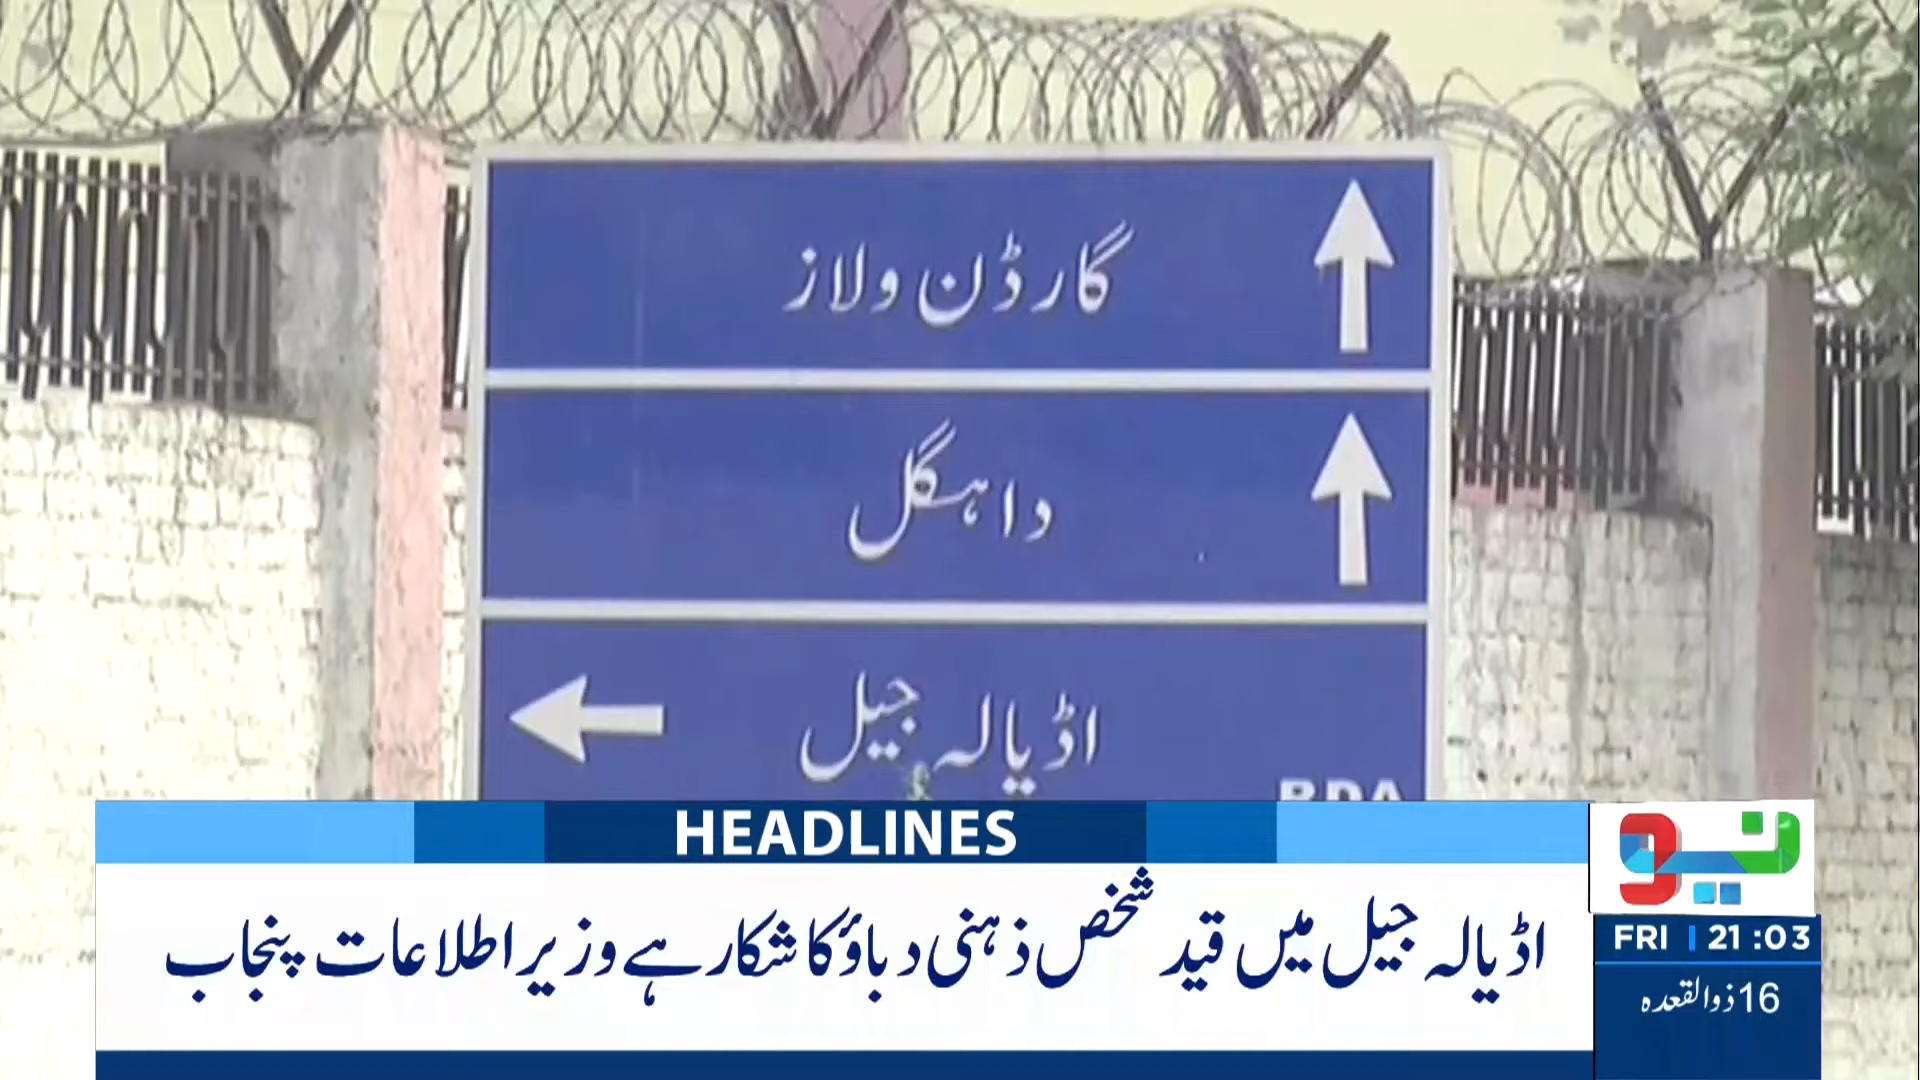 گارڈن ولاز
داہگل
اڈیالہ جیل
RDA
HEADLINES
اڈیالہ جیل میں قید شخص ذہنی دباؤ کا شکار ہے وزیر اطلاعات پنجاب
نیو
FRI 21:03
16 ذوالقعدہ